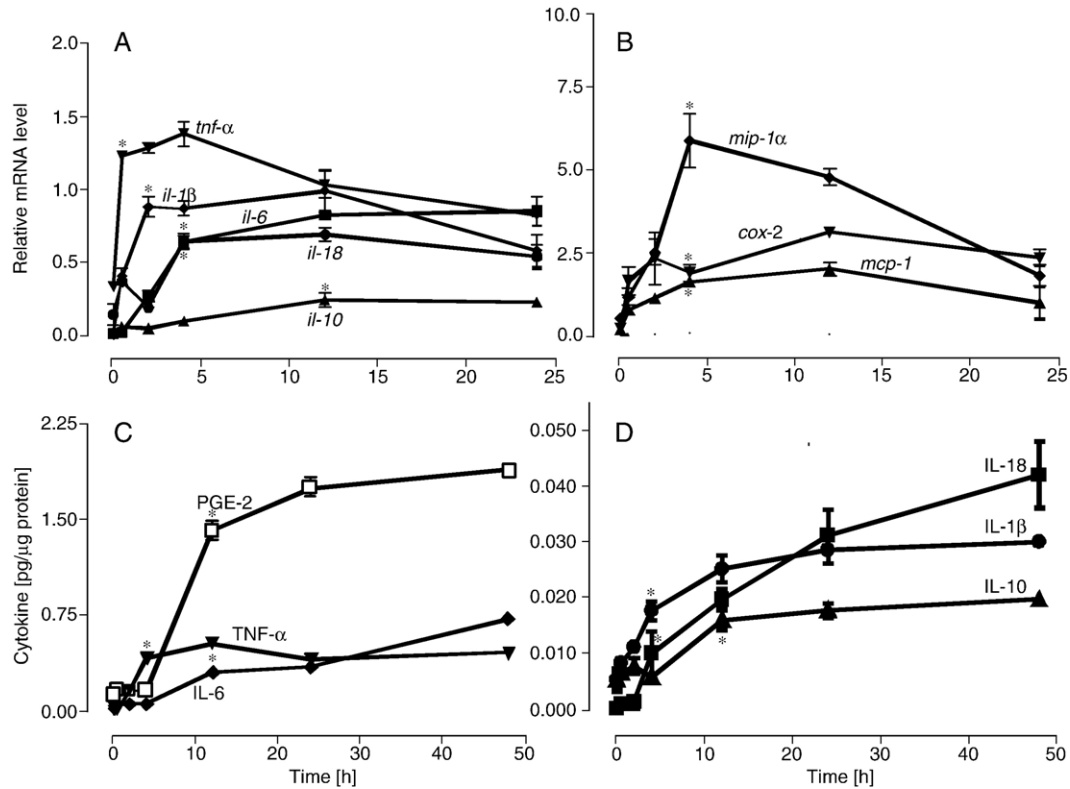 A
B
2.0
1.5
1.0
0.5
0.0
Relative mRNA level
*
tnf-α
*
il-1β
il-6
*
*
il-18
*
il-10
0
5
10
15
20
25
10.0
7.5
5.0
2.5
0.0
*
mip-1α
cox-2
*
*
mcp-1
0
5
10
15
20
25
C
D
2.25
1.50
0.75
0.00
Cytokine [pg/μg protein]
PGE-2
*
*
TNF-α
*
IL-6
0
10
20
30
40
50
Time [h]
0.050
0.040
0.030
0.020
0.010
0.000
IL-18
IL-1β
IL-10
*
*
*
0
10
20
30
40
50
Time [h]